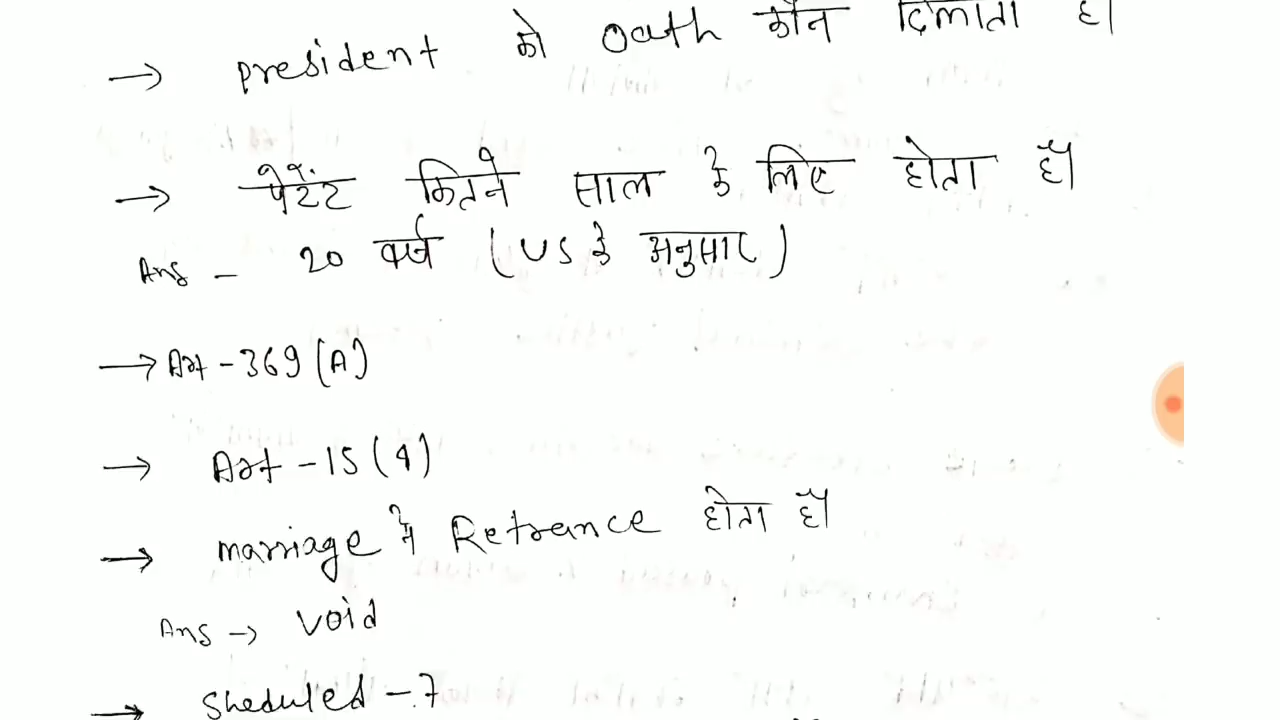 → president को oath कौन दिलाता है।
→ पेटेंट कितने साल के लिए होता है।
Ans - 20 वर्ष (US के अनुसार)
→ Art - 369 (A)
→ Art - 15 (4)
→ marriage में Retrance होता है।
Ans → void
→ Sheduled - 7